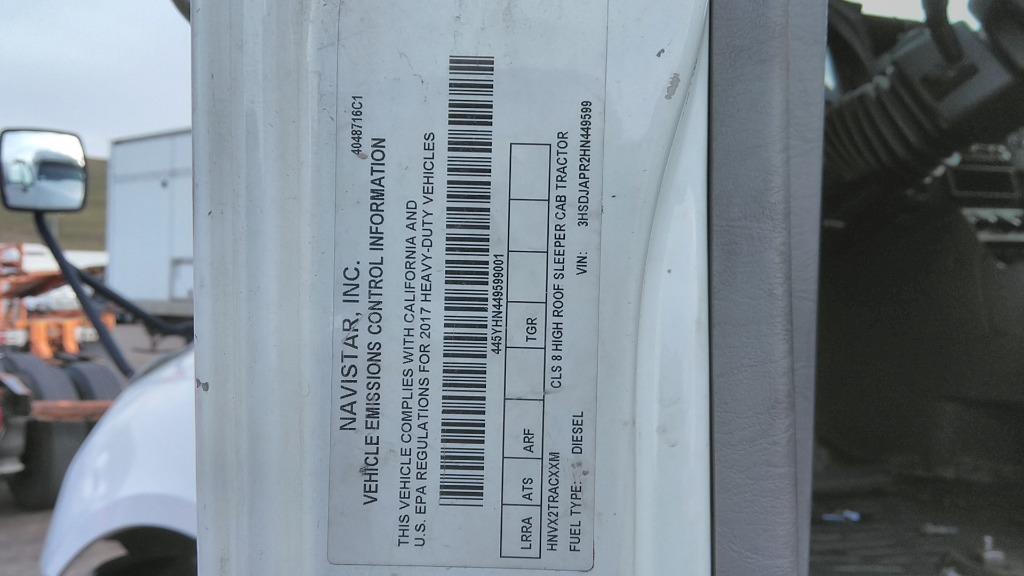 4048716C1
NAVISTAR, INC.
VEHICLE EMISSIONS CONTROL INFORMATION
THIS VEHICLE COMPLIES WITH CALIFORNIA AND
U.S. EPA REGULATIONS FOR 2017 HEAVY-DUTY VEHICLES
445YHN449599001
LRRA ATS ARF TGR
HNVX2TRACXXM CLS 8 HIGH ROOF SLEEPER CAB TRACTOR
FUEL TYPE: DIESEL VIN: 3HSDJAPR2HN449599